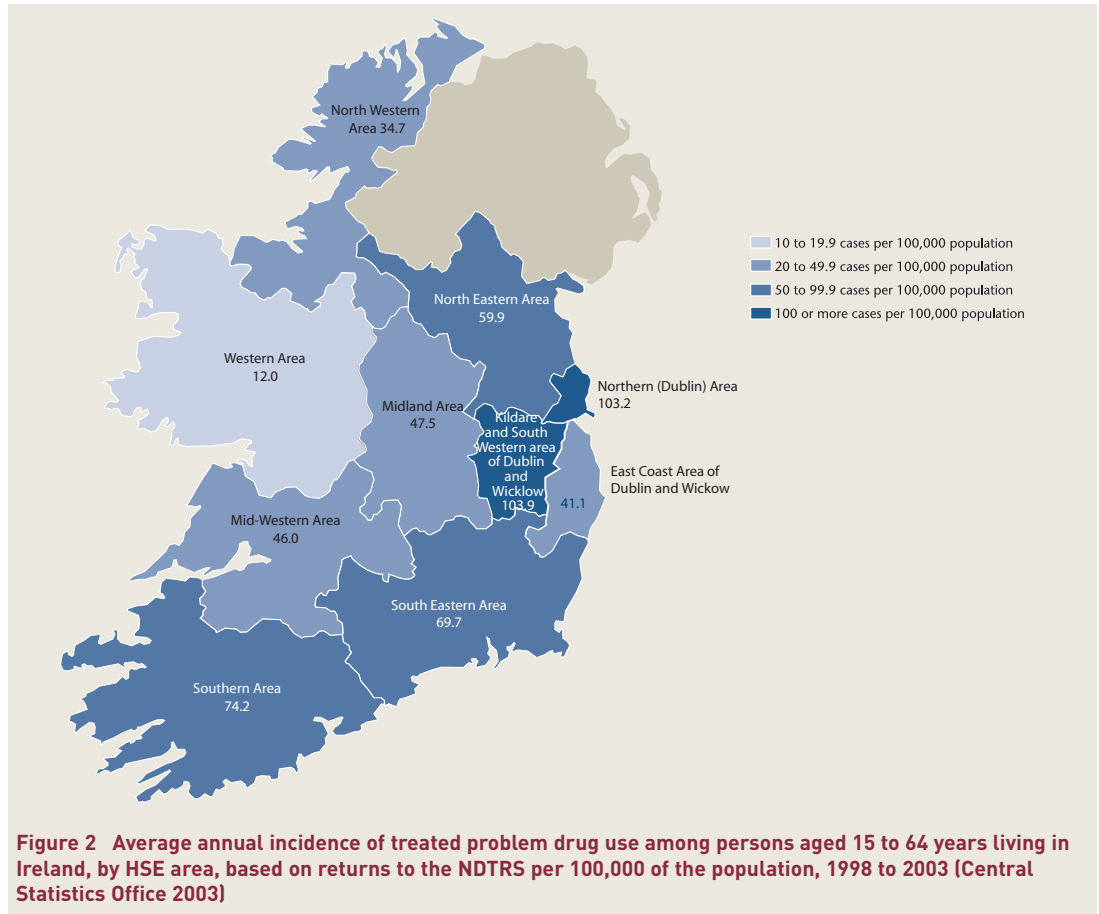 North Western
Area 34.7
10 to 19.9 cases per 100,000 population
20 to 49.9 cases per 100,000 population
50 to 99.9 cases per 100,000 population
100 or more cases per 100,000 population
North Eastern Area
59.9
Western Area
12.0
Northern (Dublin) Area
103.2
Midland Area
47.5
Kildare
and South
Western area
of Dublin
and
Wicklow
103.9
East Coast Area of
Dublin and Wickow
41.1
Mid-Western Area
46.0
South Eastern Area
69.7
Southern Area
74.2
Figure 2 Average annual incidence of treated problem drug use among persons aged 15 to 64 years living in
Ireland, by HSE area, based on returns to the NDTRS per 100,000 of the population, 1998 to 2003 (Central
Statistics Office 2003)